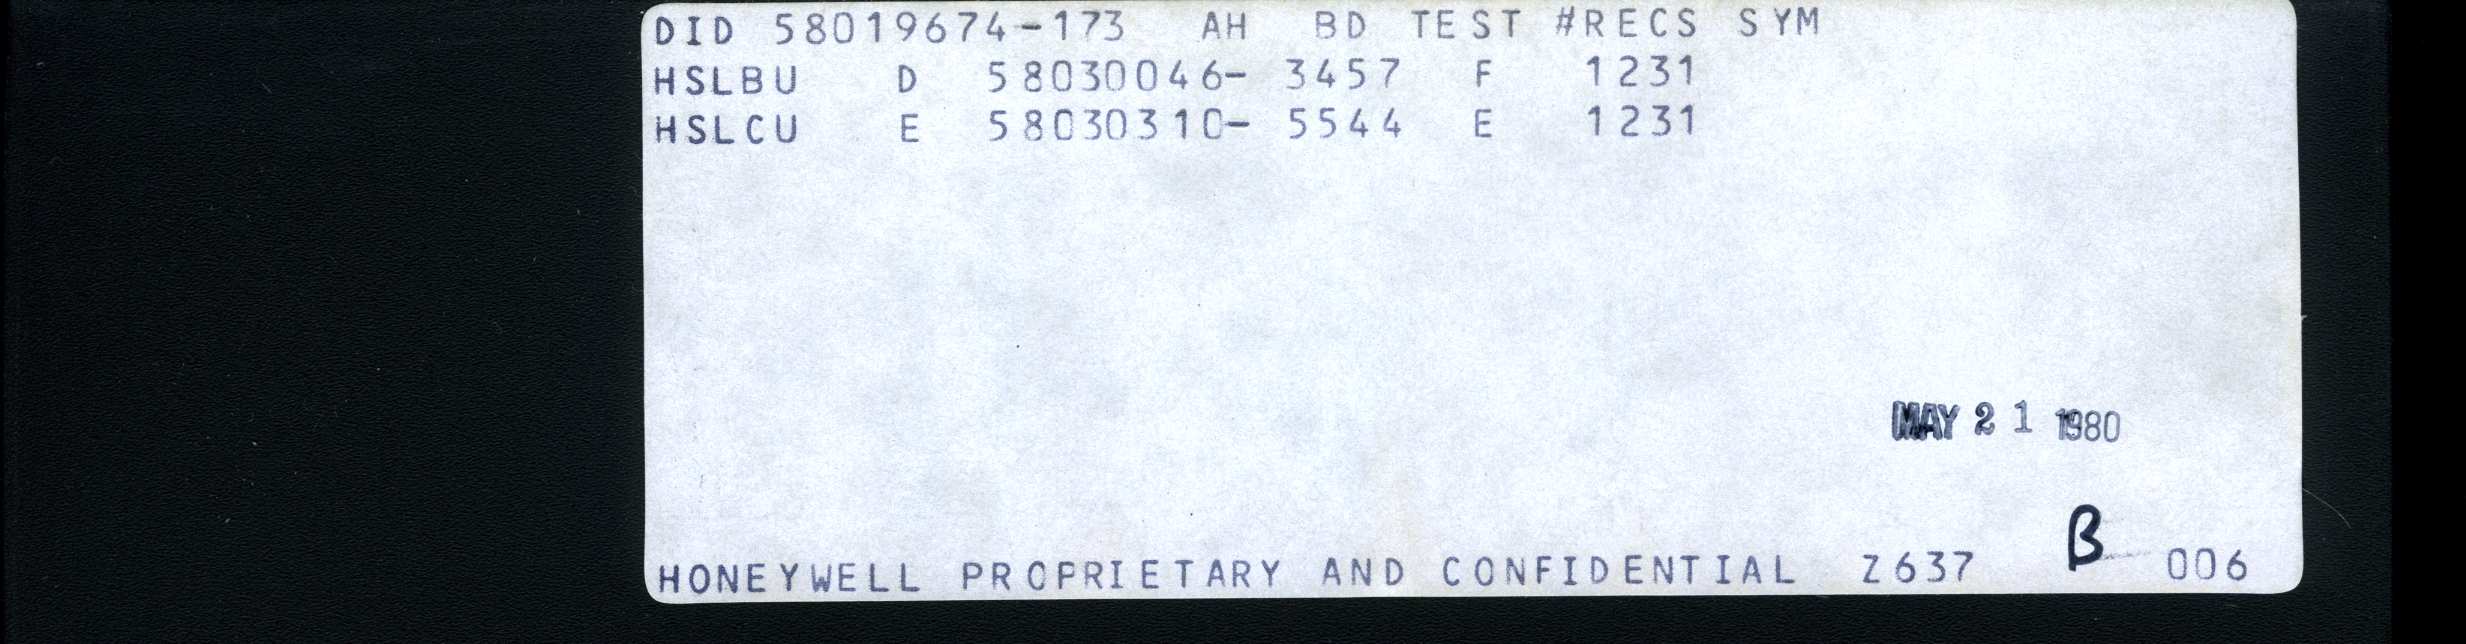 DID 58019674-173 AH BD TEST #RECS SYM
HSLBU D 58030046- 3457 F 1231
HSLCU E 58030310- 5544 E 1231
MAY 21 1980
β
HONEYWELL PROPRIETARY AND CONFIDENTIAL Z637 006